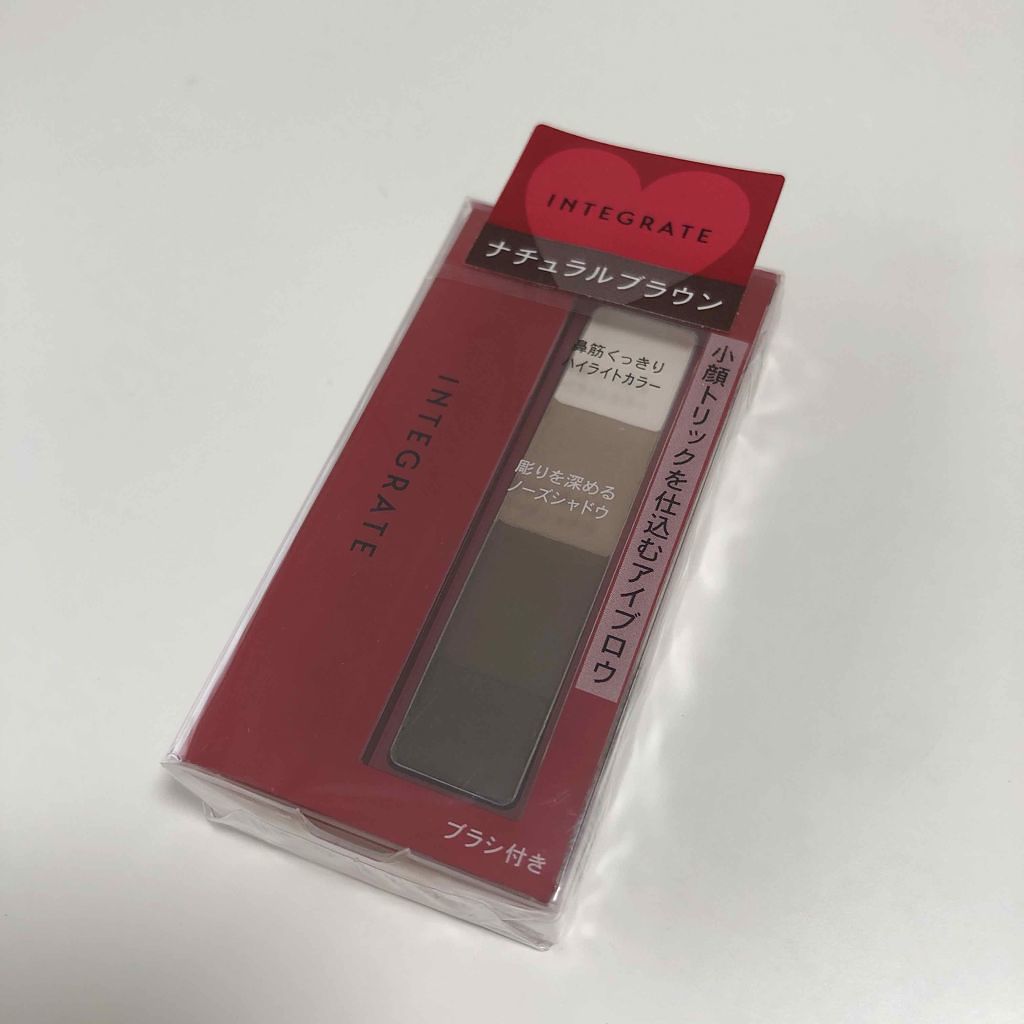 INTEGRATE
ナチュラルブラウン
鼻筋くっきり
ハイライトカラー
彫りを深める
ノーズシャドウ
小顔トリックを仕込むアイブロウ
INTEGRATE
ブラシ付き